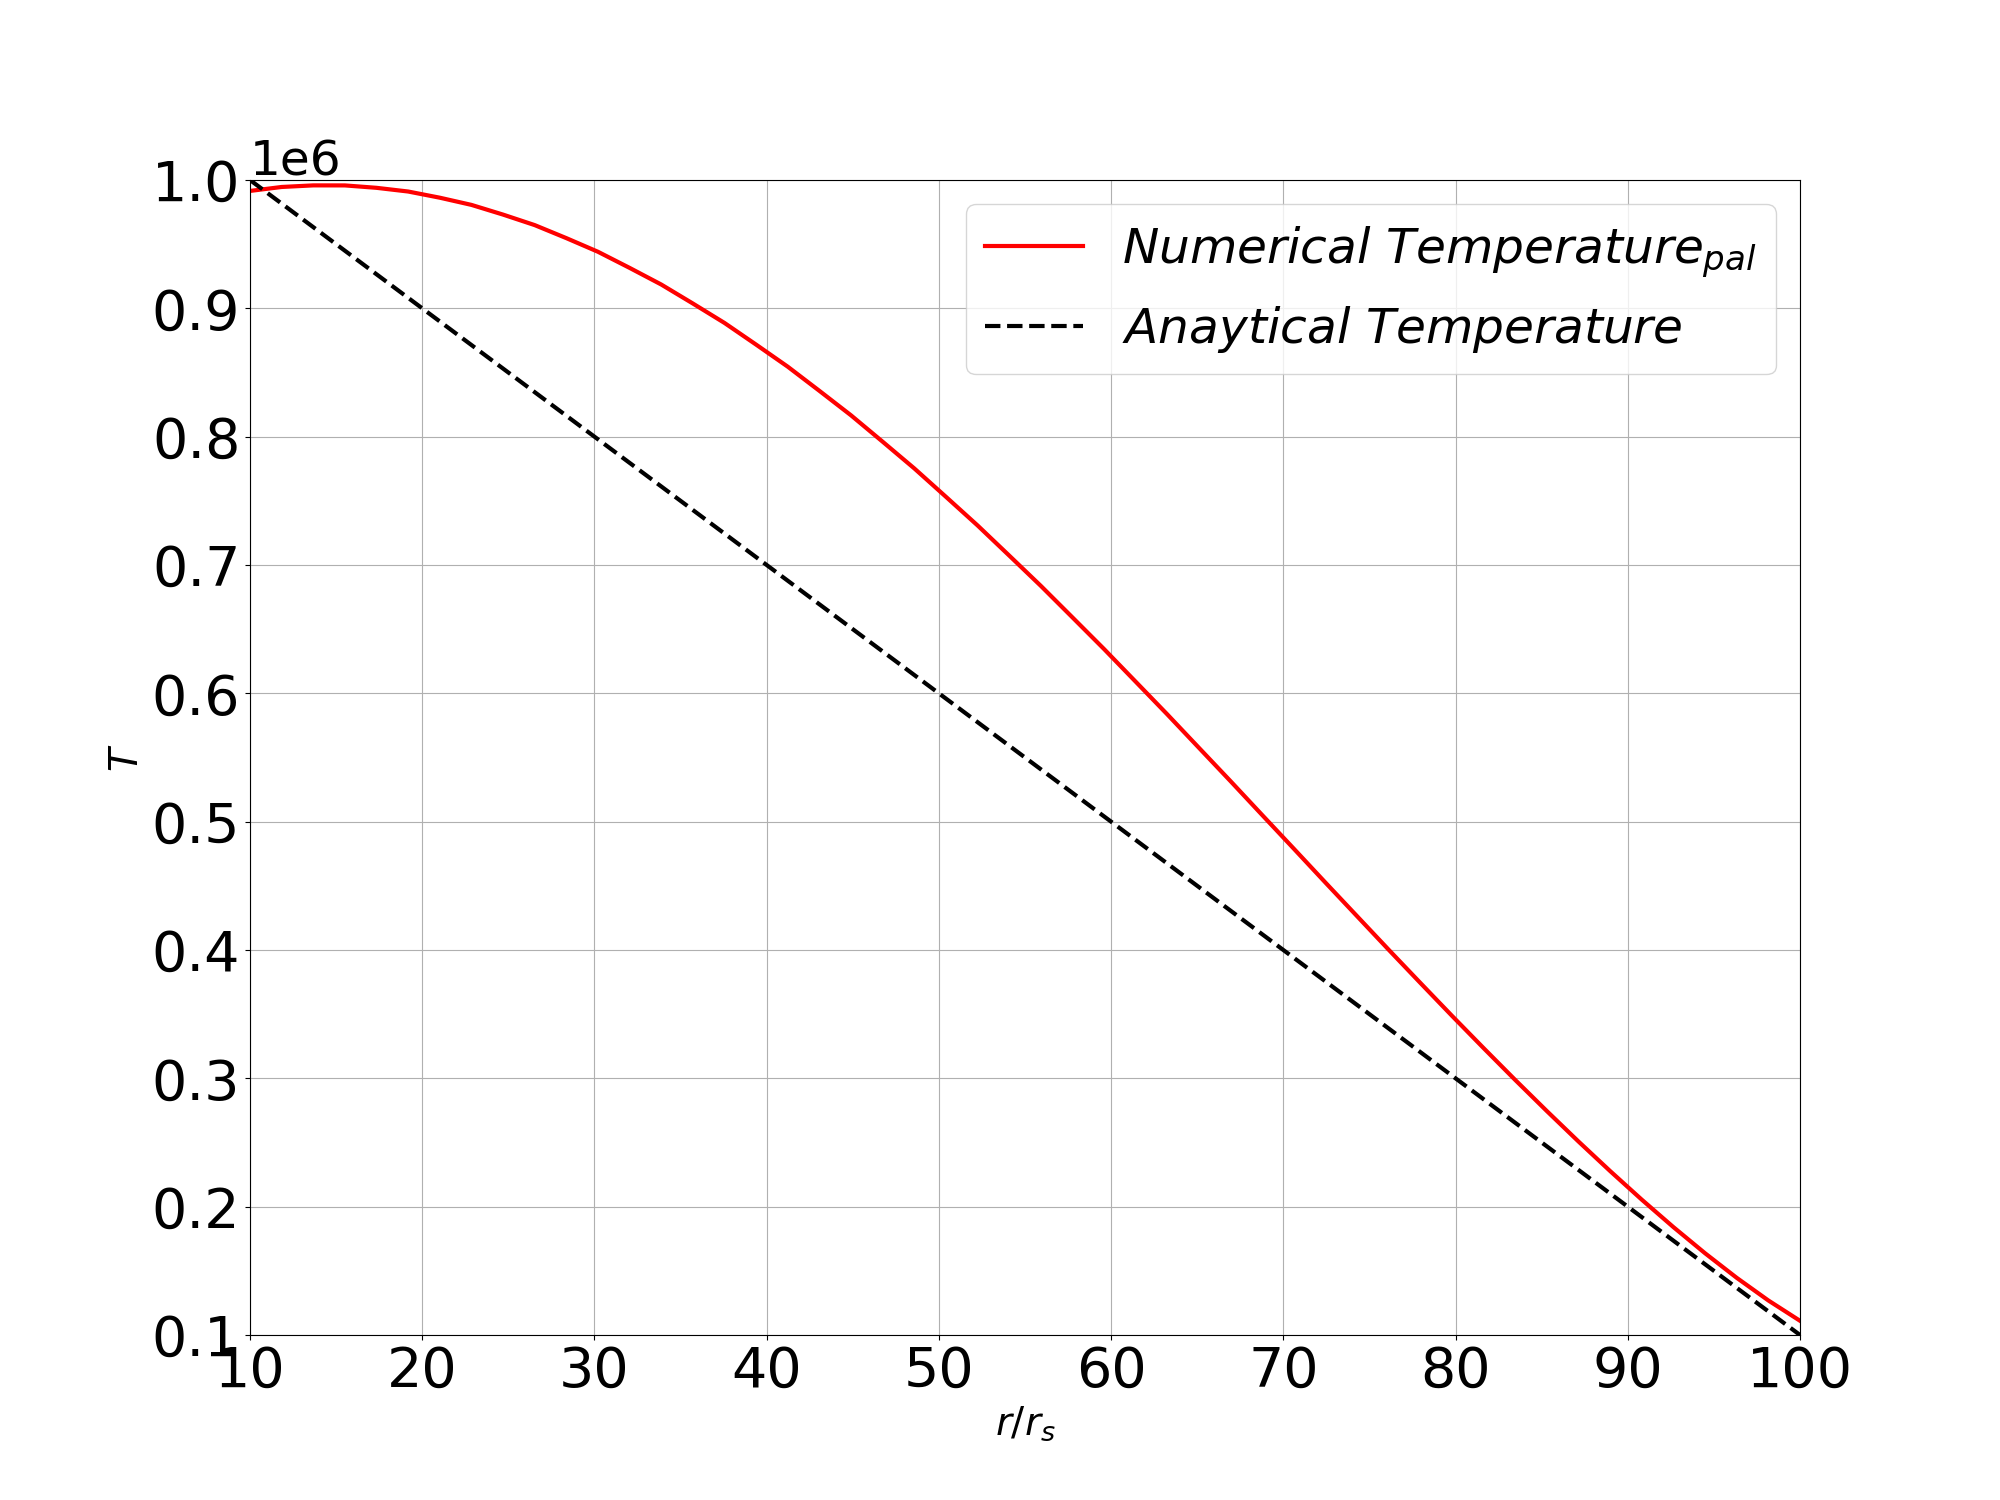 1e6
1.0
0.9
0.8
0.7
0.6
0.5
0.4
0.3
0.2
0.1
T
Numerical Temperature_pal
Anaytical Temperature
10 20 30 40 50 60 70 80 90 100
r/r_s